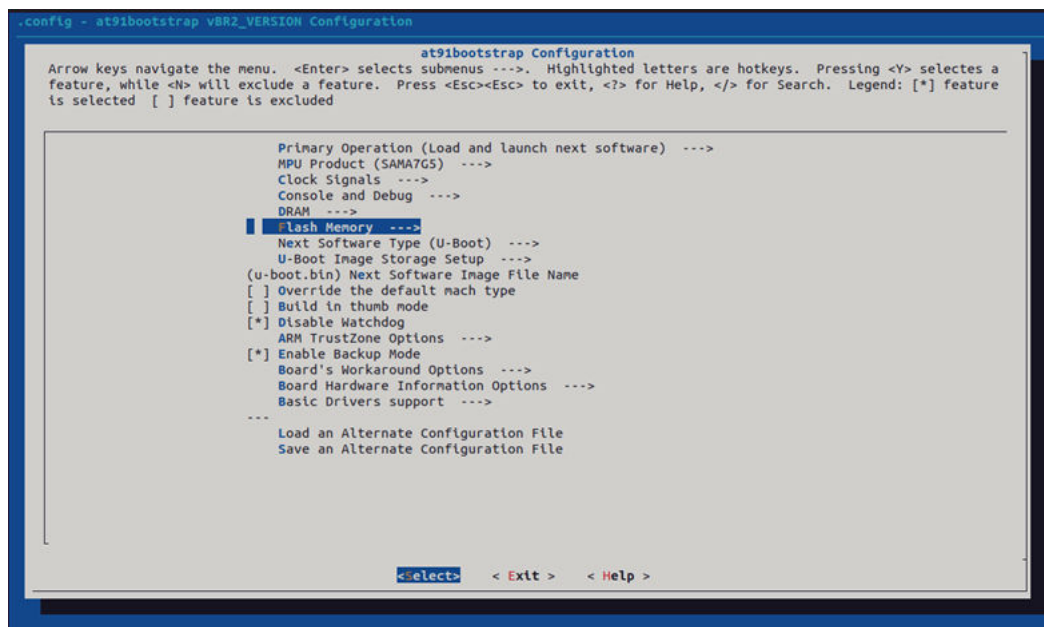 .config - at91bootstrap vBR2_VERSION Configuration
at91bootstrap Configuration
Arrow keys navigate the menu.  <Enter> selects submenus --->.  Highlighted letters are hotkeys.  Pressing <Y> selectes a
feature, while <N> will exclude a feature.  Press <Esc><Esc> to exit, <?> for Help, </> for Search.  Legend: [*] feature
is selected  [ ] feature is excluded
Primary Operation (Load and launch next software)  --->
MPU Product (SAMA7G5)  --->
Clock Signals  --->
Console and Debug  --->
DRAM  --->
Flash Memory  --->
Next Software Type (U-Boot)  --->
U-Boot Image Storage Setup  --->
(u-boot.bin) Next Software Image File Name
[ ] Override the default mach type
[ ] Build in thumb mode
[*] Disable Watchdog
ARM TrustZone Options  --->
[*] Enable Backup Mode
Board's Workaround Options  --->
Board Hardware Information Options  --->
Basic Drivers support  --->
---
Load an Alternate Configuration File
Save an Alternate Configuration File
<Select>    < Exit >    < Help >